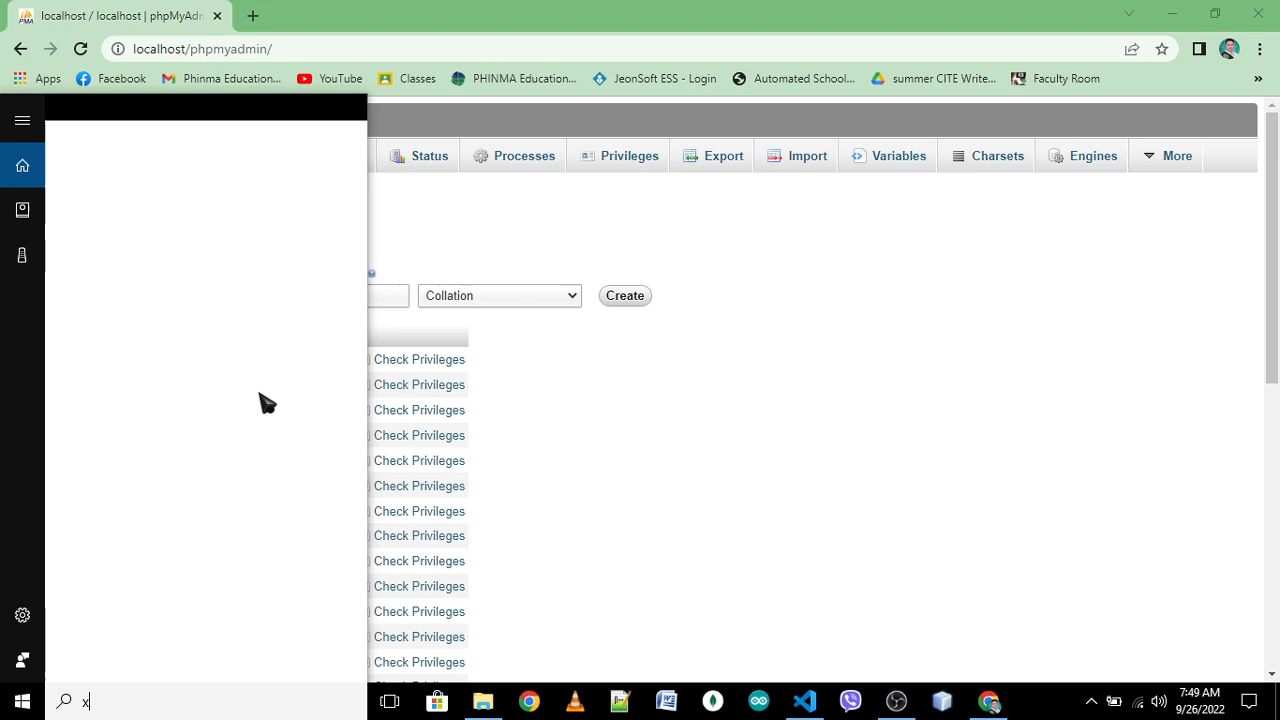 localhost / localhost | phpMyAdm
localhost/phpmyadmin/
Apps Facebook Phinma Education... YouTube Classes PHINMA Education... JeonSoft ESS - Login Automated School... summer CITE Write... Faculty Room »
Status Processes Privileges Export Import Variables Charsets Engines More
Collation Create
Check Privileges
Check Privileges
Check Privileges
Check Privileges
Check Privileges
Check Privileges
Check Privileges
Check Privileges
Check Privileges
Check Privileges
Check Privileges
Check Privileges
Check Privileges
x
7:49 AM
9/26/2022